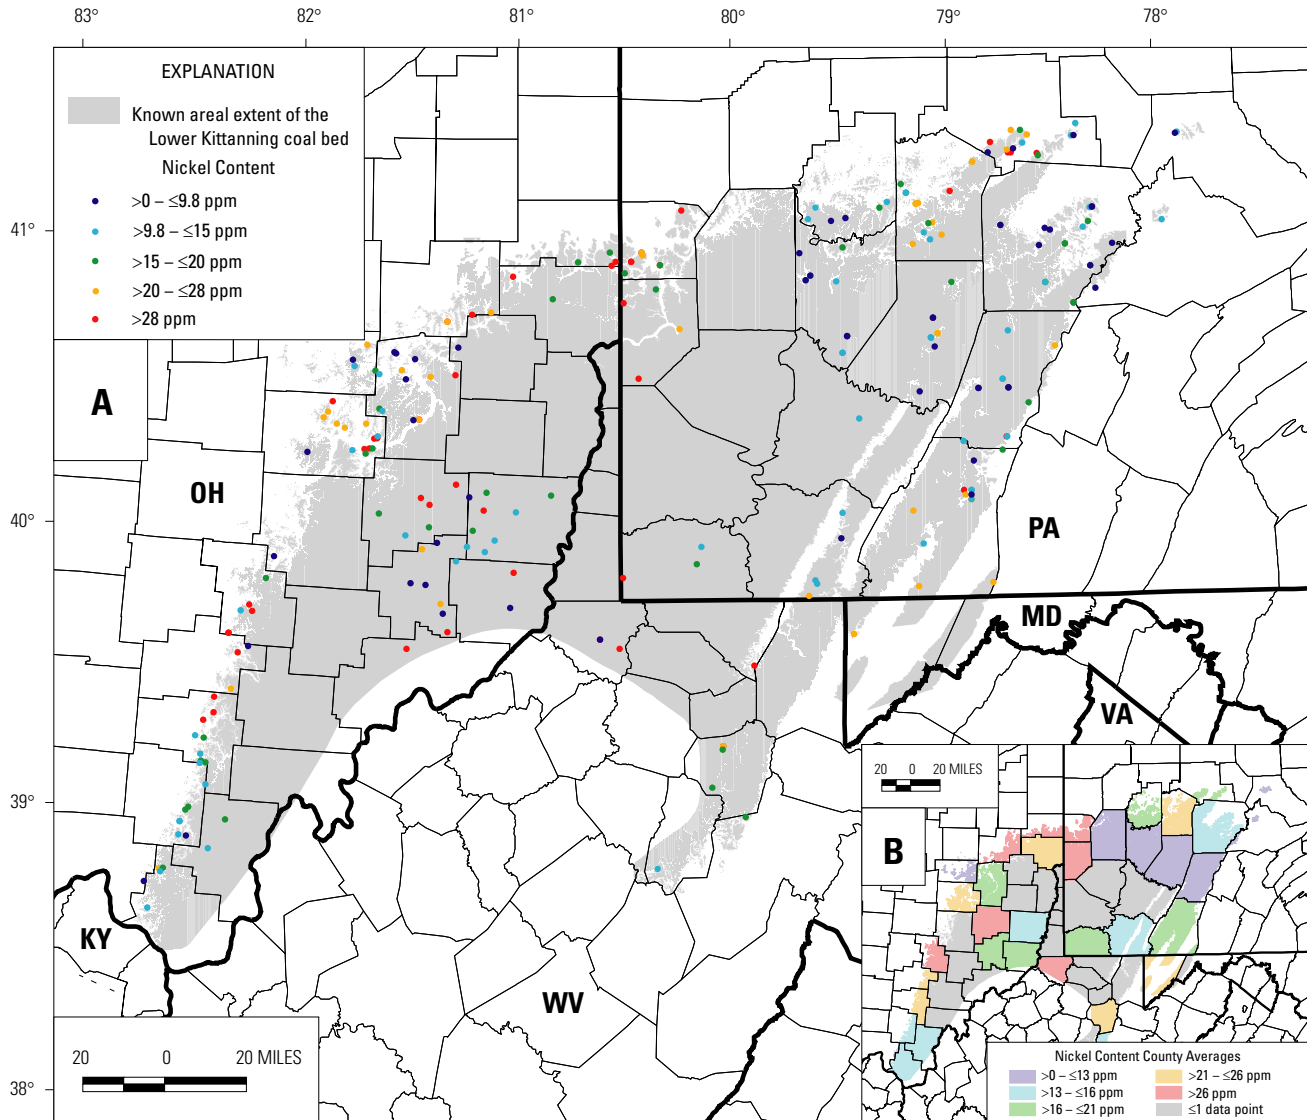 83° 82° 81° 80° 79° 78°
EXPLANATION
Known areal extent of the
Lower Kittanning coal bed
Nickel Content
>0 – ≤9.8 ppm
>9.8 – ≤15 ppm
>15 – ≤20 ppm
>20 – ≤28 ppm
>28 ppm
41°
A
OH
40°
PA
MD
VA
39°
KY
WV
20 0 20 MILES
38°
20 0 20 MILES
B
Nickel Content County Averages
>0 – ≤13 ppm
>13 – ≤16 ppm
>16 – ≤21 ppm
>21 – ≤26 ppm
>26 ppm
≤1 data point